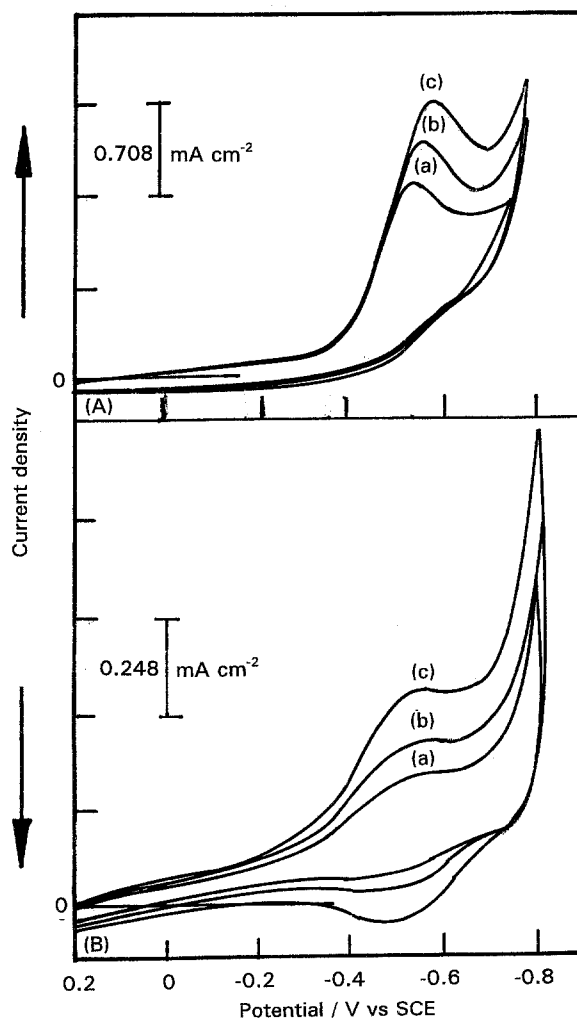 (c)
(b)
(a)
0.708 mA cm-2
0
(A)
Current density
0.248 mA cm-2
(c)
(b)
(a)
0
(B)
0.2 0 -0.2 -0.4 -0.6 -0.8
Potential / V vs SCE